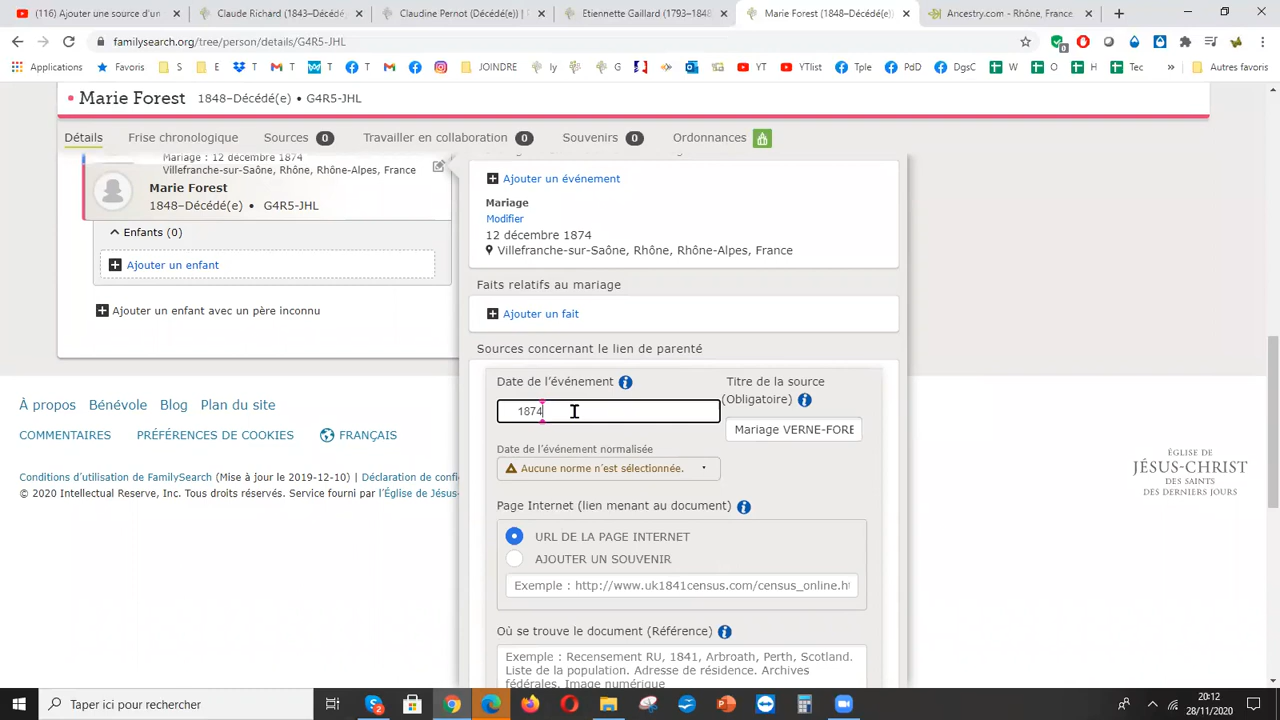 (116) Ajouter une source d'un
Claude Richard (1843–Décédé
Claudine Perrot (Décédé(e))
Etiennette Gaillard (1793–1848
Marie Forest (1848–Décédé(e))
Ancestry.com - Rhône, France,
familysearch.org/tree/person/details/G4R5-JHL
Applications
Favoris
S
E
T
T
T
T
JOINDRE
ly
G
YT
YTlist
Tple
PdD
DgsC
W
O
H
Tec
»
Autres favoris
Marie Forest 1848–Décédé(e) • G4R5-JHL
Détails
Frise chronologique
Sources 0
Travailler en collaboration 0
Souvenirs 0
Ordonnances
Mariage : 12 décembre 1874
Villefranche-sur-Saône, Rhône, Rhône-Alpes, France
Marie Forest
1848–Décédé(e) • G4R5-JHL
Enfants (0)
Ajouter un enfant
Ajouter un enfant avec un père inconnu
Ajouter un événement
Mariage
Modifier
12 décembre 1874
Villefranche-sur-Saône, Rhône, Rhône-Alpes, France
Faits relatifs au mariage
Ajouter un fait
Sources concernant le lien de parenté
Date de l'événement
1874
Titre de la source
(Obligatoire)
Mariage VERNE-FORE
Date de l'événement normalisée
Aucune norme n'est sélectionnée.
Page Internet (lien menant au document)
URL DE LA PAGE INTERNET
AJOUTER UN SOUVENIR
Exemple : http://www.uk1841census.com/census_online.ht
Où se trouve le document (Référence)
Exemple : Recensement RU, 1841, Arbroath, Perth, Scotland.
Liste de la population. Adresse de résidence. Archives
fédérales. Image numérique
À propos
Bénévole
Blog
Plan du site
COMMENTAIRES
PRÉFÉRENCES DE COOKIES
FRANÇAIS
Conditions d'utilisation de FamilySearch (Mise à jour le 2019-12-10) | Déclaration de confi
© 2020 Intellectual Reserve, Inc. Tous droits réservés. Service fourni par l'Église de Jésus-
ÉGLISE DE
JÉSUS-CHRIST
DES SAINTS
DES DERNIERS JOURS
Taper ici pour rechercher
20:12
28/11/2020